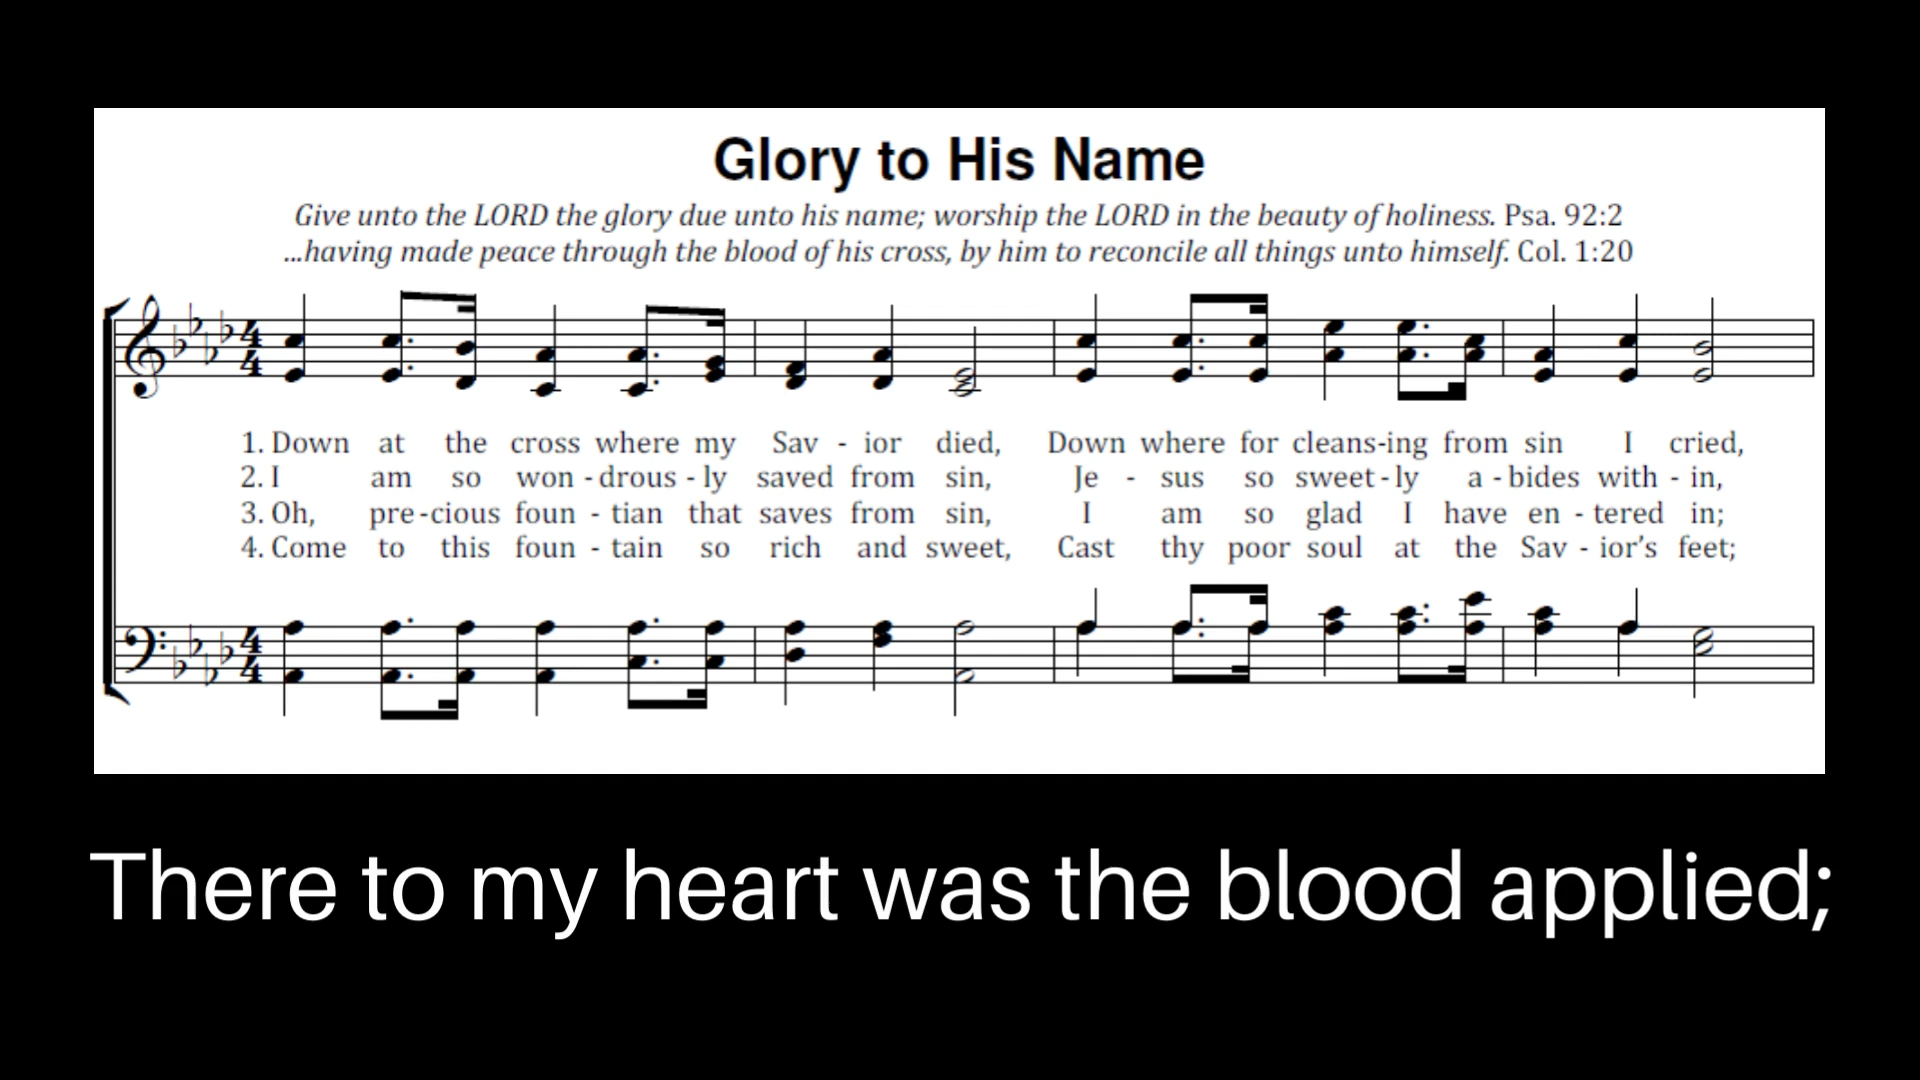 Glory to His Name
Give unto the LORD the glory due unto his name; worship the LORD in the beauty of holiness. Psa. 92:2
...having made peace through the blood of his cross, by him to reconcile all things unto himself. Col. 1:20
4 4
1. Down at the cross where my Sav - ior died, Down where for cleans-ing from sin I cried,
2. I am so won - drous - ly saved from sin, Je - sus so sweet - ly a - bides with - in,
3. Oh, pre - cious foun - tian that saves from sin, I am so glad I have en - tered in;
4. Come to this foun - tain so rich and sweet, Cast thy poor soul at the Sav - ior's feet;
4 4
There to my heart was the blood applied;